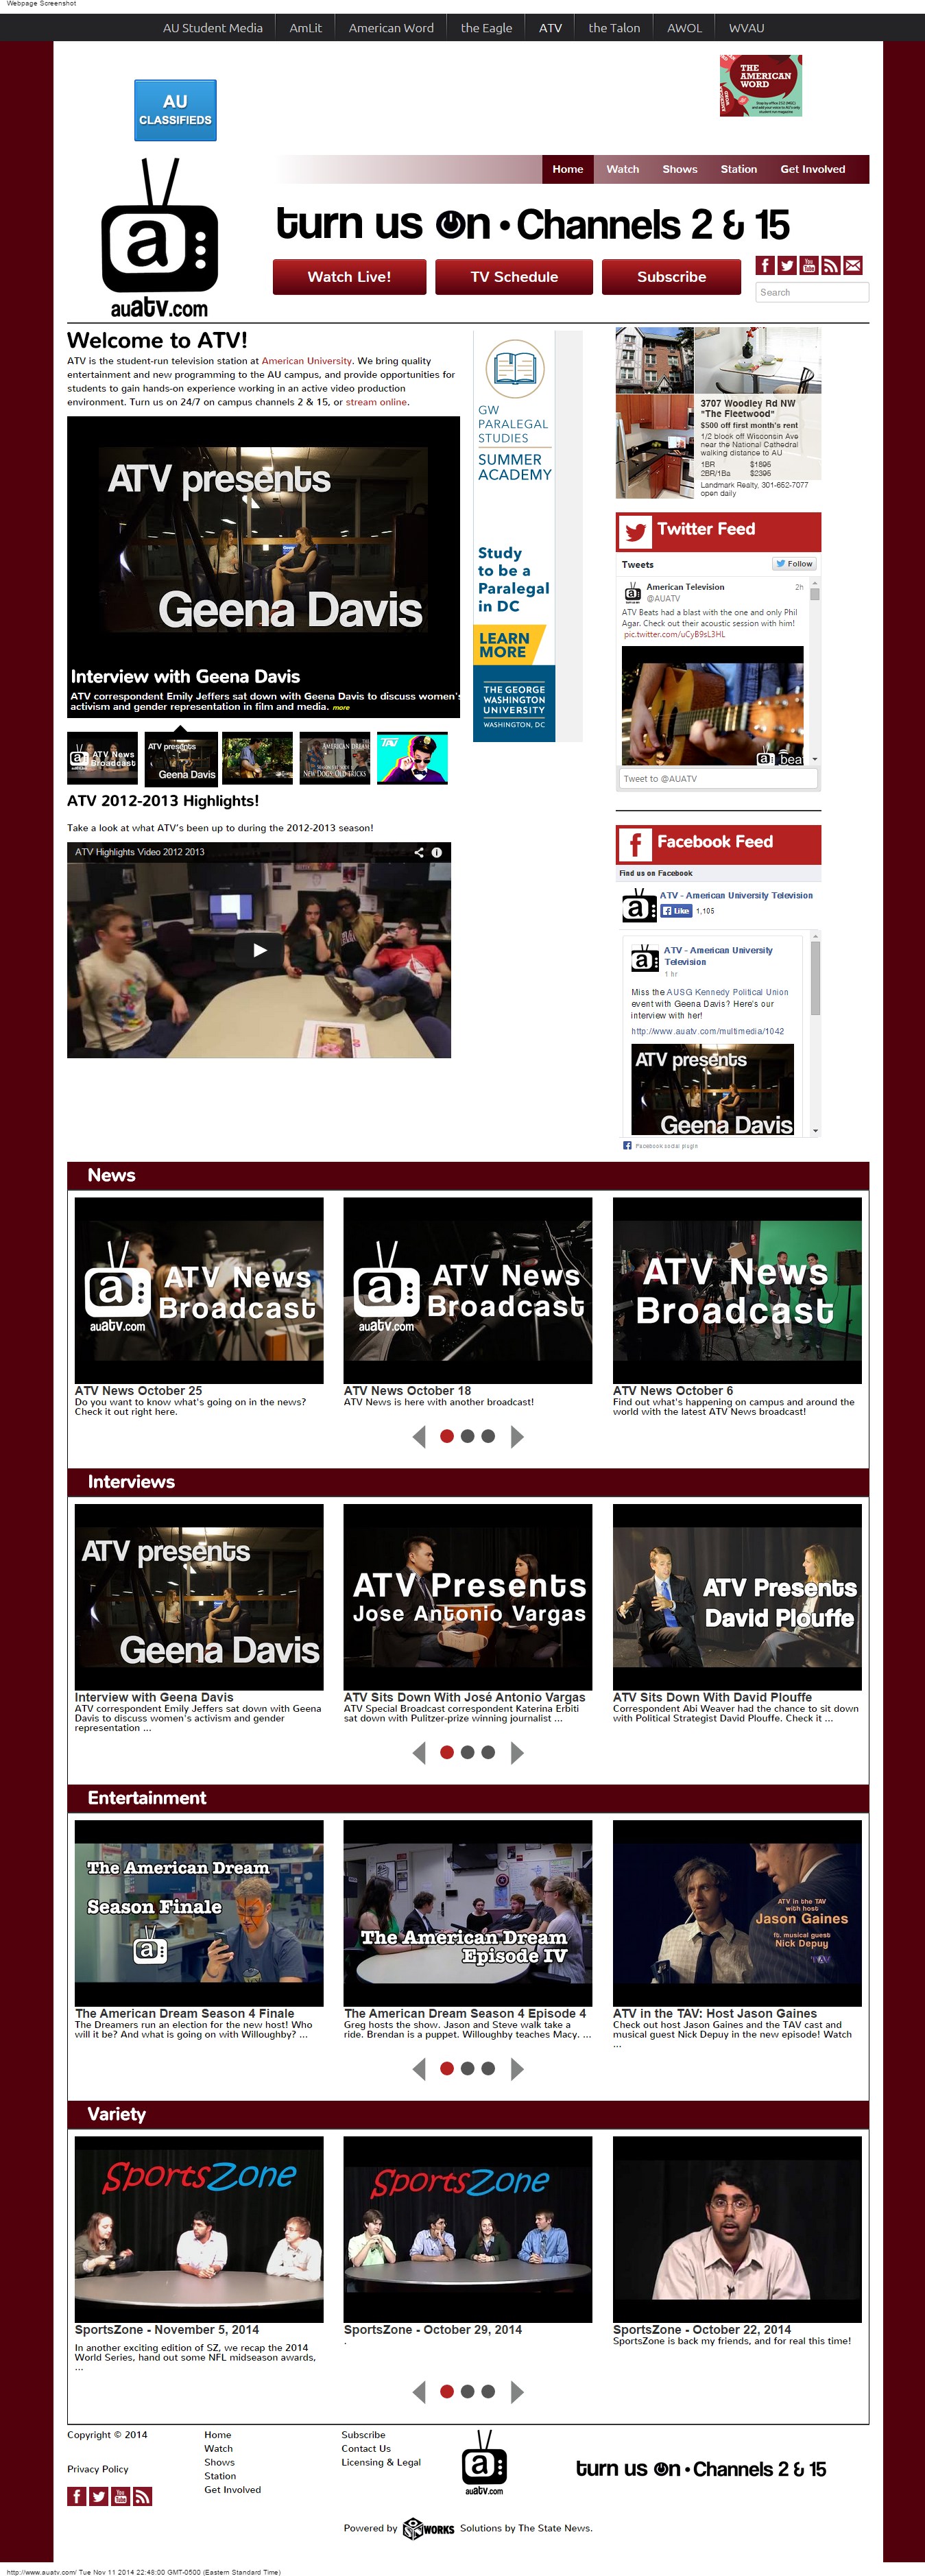 Webpage Screenshot
AU Student Media
AmLit
American Word
the Eagle
ATV
the Talon
AWOL
WVAU
AU
CLASSIFIEDS
THE
AMERICAN
WORD
Home
Watch
Shows
Station
Get Involved
a
auatv.com
turn us On • Channels 2 & 15
Watch Live!
TV Schedule
Subscribe
Search
Welcome to ATV!
ATV is the student-run television station at American University. We bring quality
entertainment and new programming to the AU campus, and provide opportunities for
students to gain hands-on experience working in an active video production
environment. Turn us on 24/7 on campus channels 2 & 15, or stream online.
ATV presents
Geena Davis
Interview with Geena Davis
ATV correspondent Emily Jeffers sat down with Geena Davis to discuss women's
activism and gender representation in film and media. more
ATV News
Broadcast
ATV presents
Geena Davis
AMERICAN DREAM
NEW DOGS: OLD TRICKS
ATV 2012-2013 Highlights!
Take a look at what ATV's been up to during the 2012-2013 season!
ATV Highlights Video 2012 2013
GW
PARALEGAL
STUDIES
SUMMER
ACADEMY
Study
to be a
Paralegal
in DC
LEARN
MORE
THE GEORGE
WASHINGTON
UNIVERSITY
WASHINGTON, DC
3707 Woodley Rd NW
"The Fleetwood"
$500 off first month's rent
1/2 block off Wisconsin Ave
near the National Cathedral
walking distance to AU
1BR $1895
2BR/1Ba $2395
Landmark Realty, 301-652-7077
open daily
Twitter Feed
Tweets
Follow
American Television 2h
@AUATV
ATV Beats had a blast with the one and only Phil
Agar. Check out their acoustic session with him!
pic.twitter.com/uCyB9sL3HL
beat
Tweet to @AUATV
Facebook Feed
Find us on Facebook
ATV - American University Television
Like 1,105
ATV - American University
Television
1 hr
Miss the AUSG Kennedy Political Union
event with Geena Davis? Here's our
interview with her!
http://www.auatv.com/multimedia/1042
ATV presents
Geena Davis
Facebook social plugin
News
ATV News
Broadcast
auatv.com
ATV News
Broadcast
auatv.com
ATV News
Broadcast
ATV News October 25
Do you want to know what's going on in the news?
Check it out right here.
ATV News October 18
ATV News is here with another broadcast!
ATV News October 6
Find out what's happening on campus and around the
world with the latest ATV News broadcast!
Interviews
ATV presents
Geena Davis
ATV Presents
Jose Antonio Vargas
ATV Presents
David Plouffe
Interview with Geena Davis
ATV correspondent Emily Jeffers sat down with Geena
Davis to discuss women's activism and gender
representation ...
ATV Sits Down With José Antonio Vargas
ATV Special Broadcast correspondent Katerina Erbiti
sat down with Pulitzer-prize winning journalist ...
ATV Sits Down With David Plouffe
Correspondent Abi Weaver had the chance to sit down
with Political Strategist David Plouffe. Check it ...
Entertainment
The American Dream
Season Finale
The American Dream
Episode IV
ATV in the TAV
with host
Jason Gaines
ft. musical guest
Nick Depuy
TAV
The American Dream Season 4 Finale
The Dreamers run an election for the new host! Who
will it be? And what is going on with Willoughby? ...
The American Dream Season 4 Episode 4
Greg hosts the show. Jason and Steve walk take a
ride. Brendan is a puppet. Willoughby teaches Macy. ...
ATV in the TAV: Host Jason Gaines
Check out host Jason Gaines and the TAV cast and
musical guest Nick Depuy in the new episode! Watch
...
Variety
SportsZone
SportsZone
SportsZone - November 5, 2014
In another exciting edition of SZ, we recap the 2014
World Series, hand out some NFL midseason awards,
...
SportsZone - October 29, 2014
.
SportsZone - October 22, 2014
SportsZone is back my friends, and for real this time!
Copyright © 2014
Privacy Policy
Home
Watch
Shows
Station
Get Involved
Subscribe
Contact Us
Licensing & Legal
a
auatv.com
turn us On • Channels 2 & 15
Powered by SNWORKS Solutions by The State News.
http://www.auatv.com/ Tue Nov 11 2014 22:48:00 GMT-0500 (Eastern Standard Time)